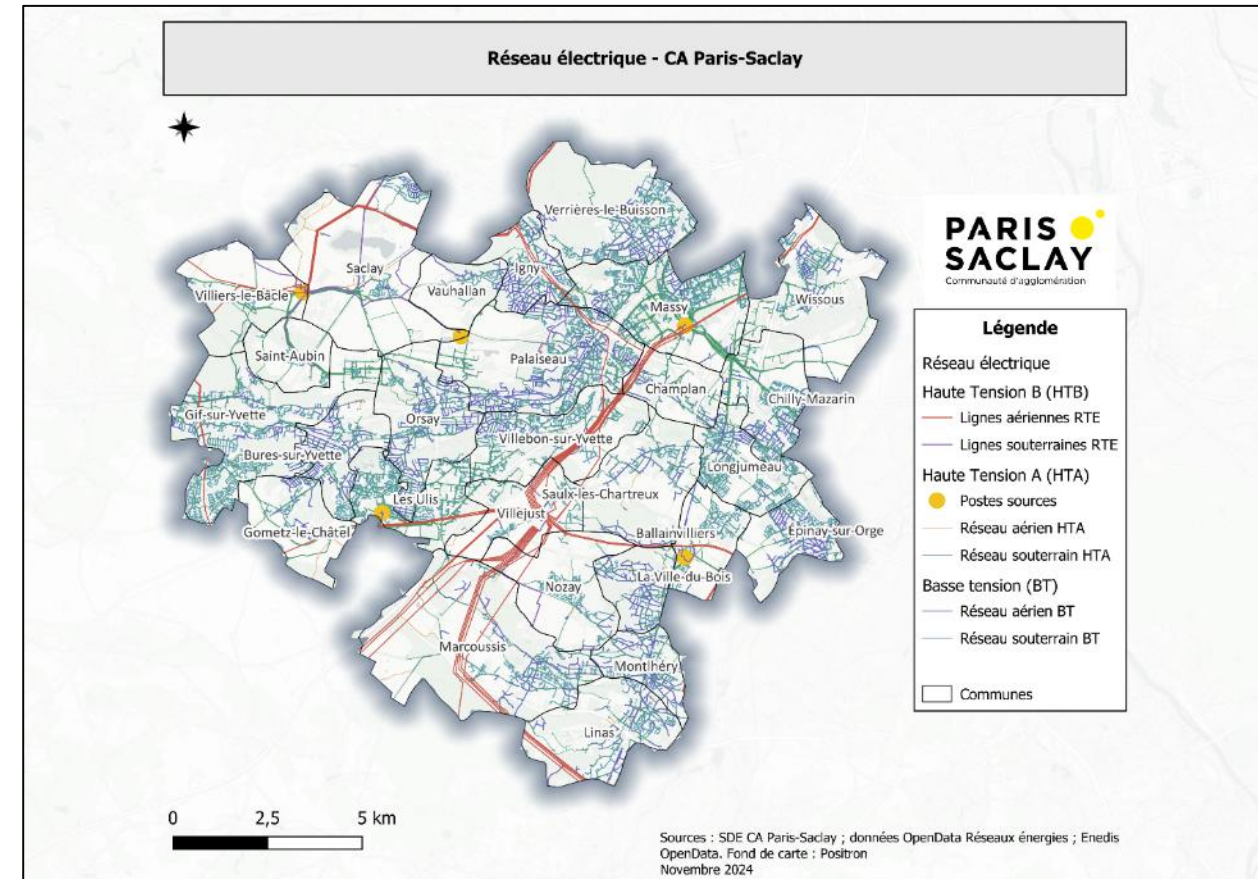 Réseau électrique - CA Paris-Saclay
Verrières-le-Buisson
Saclay
Igny
Villiers-le-Bâcle
Vauhallan
Massy
Wissous
Saint-Aubin
Palaiseau
Champlan
Chilly-Mazarin
Gif-sur-Yvette
Orsay
Bures-sur-Yvette
Villebon-sur-Yvette
Longjumeau
Les Ulis
Saulx-les-Chartreux
Villejust
Gometz-le-Châtel
Ballainvilliers
Épinay-sur-Orge
La Ville-du-Bois
Nozay
Marcoussis
Montlhéry
Linas
PARIS
SACLAY
Communauté d'agglomération
Légende
Réseau électrique
Haute Tension B (HTB)
Lignes aériennes RTE
Lignes souterraines RTE
Haute Tension A (HTA)
Postes sources
Réseau aérien HTA
Réseau souterrain HTA
Basse tension (BT)
Réseau aérien BT
Réseau souterrain BT
Communes
0 2,5 5 km
Sources : SDE CA Paris-Saclay ; données OpenData Réseaux énergies ; Enedis
OpenData. Fond de carte : Positron
Novembre 2024